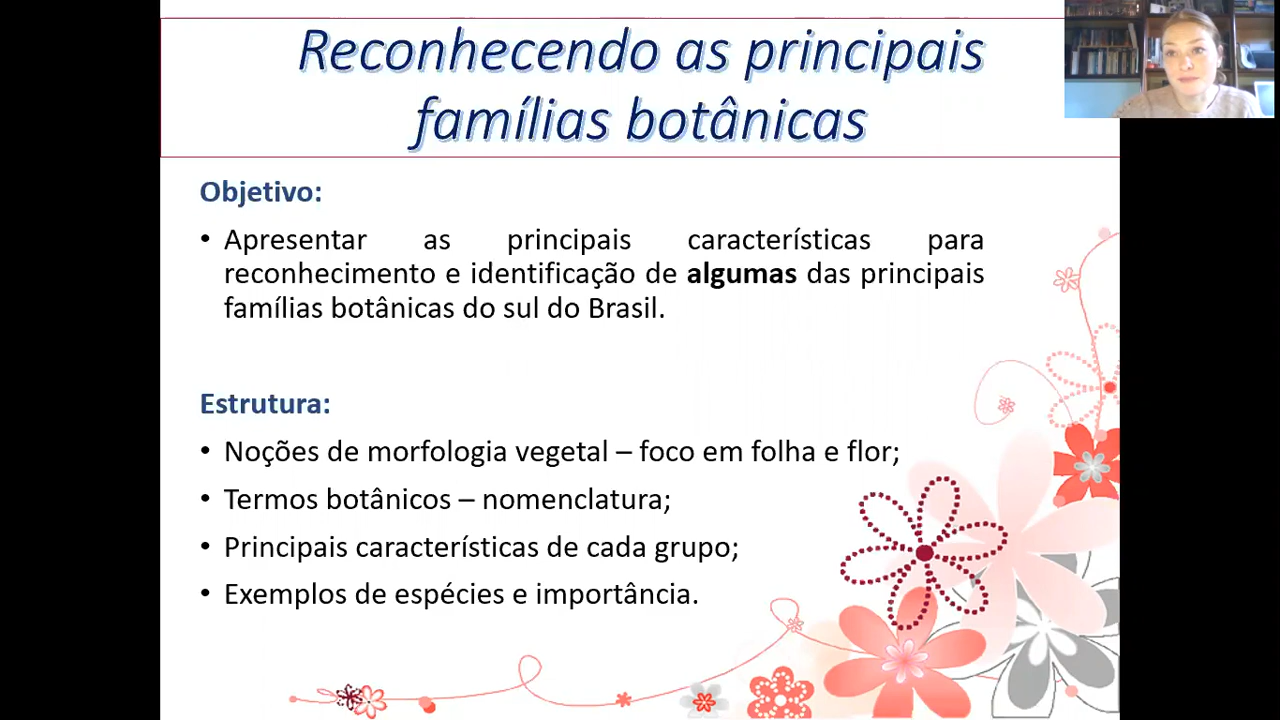 Reconhecendo as principais
famílias botânicas
Objetivo:
• Apresentar as principais características para
reconhecimento e identificação de algumas das principais
famílias botânicas do sul do Brasil.
Estrutura:
• Noções de morfologia vegetal – foco em folha e flor;
• Termos botânicos – nomenclatura;
• Principais características de cada grupo;
• Exemplos de espécies e importância.